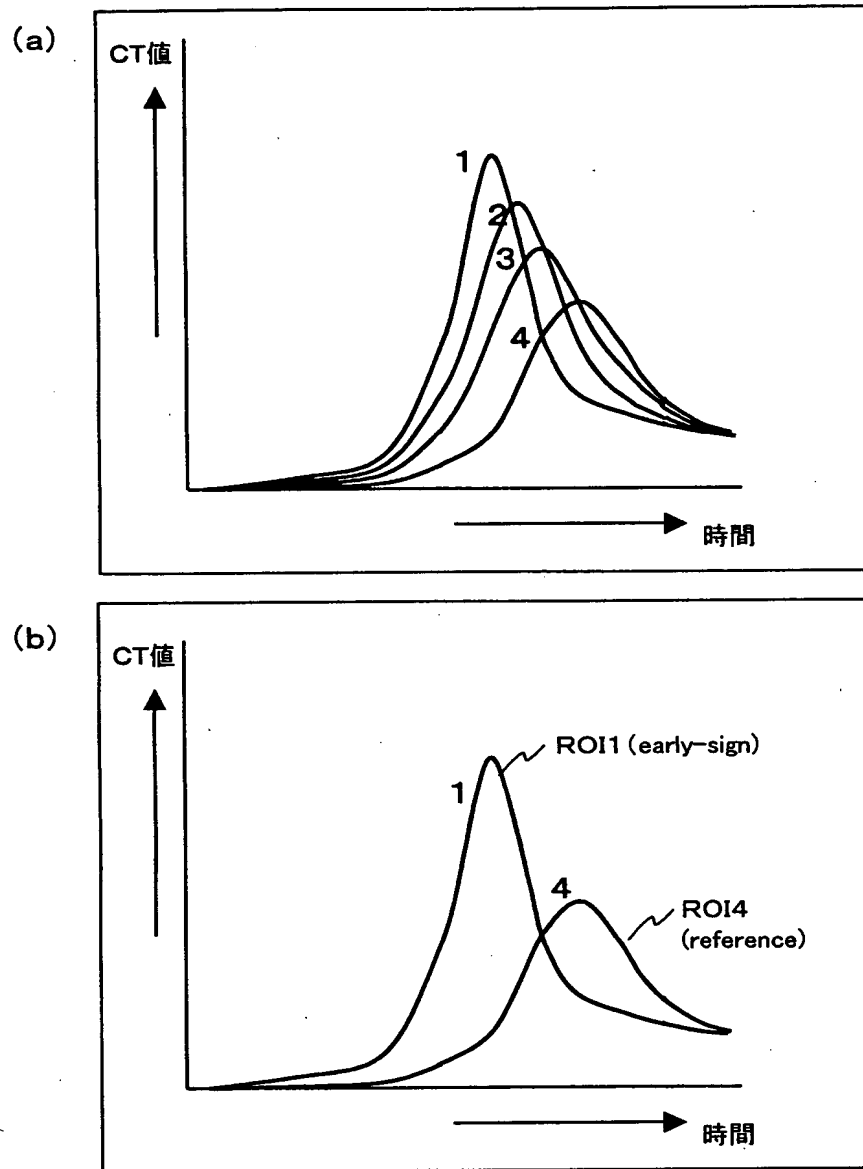 (a)
CT値
1
2
3
4
時間
(b)
CT値
ROI1(early-sign)
1
4
ROI4
(reference)
時間